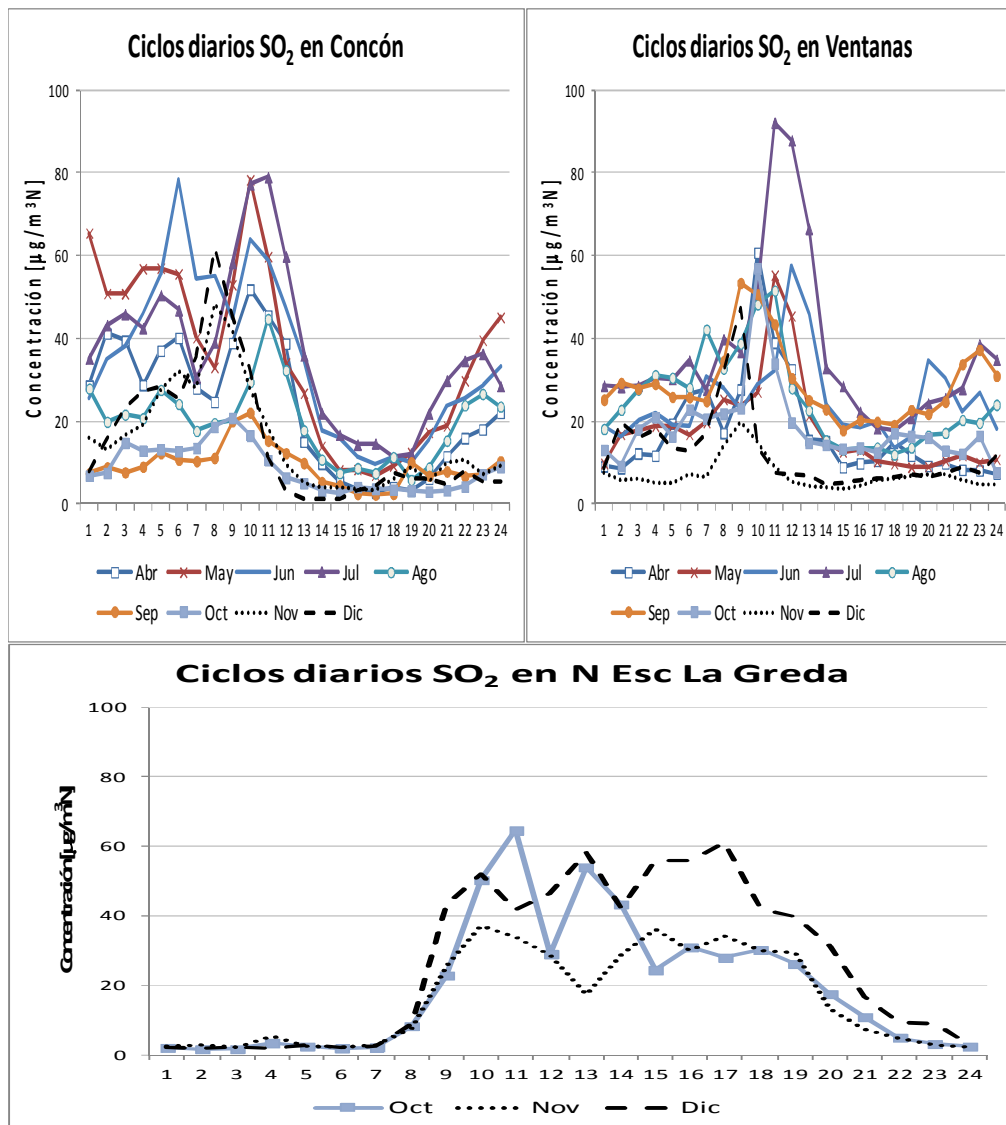 Ciclos diarios SO₂ en Concón
Concentración [µg/m³N]
100
80
60
40
20
0
1 2 3 4 5 6 7 8 9 10 11 12 13 14 15 16 17 18 19 20 21 22 23 24
Abr May Jun Jul Ago
Sep Oct Nov Dic
Ciclos diarios SO₂ en Ventanas
Concentración [µg/m³N]
100
80
60
40
20
0
1 2 3 4 5 6 7 8 9 10 11 12 13 14 15 16 17 18 19 20 21 22 23 24
Abr May Jun Jul Ago
Sep Oct Nov Dic
Ciclos diarios SO₂ en N Esc La Greda
Concentración[µg/m³N]
100
80
60
40
20
0
1 2 3 4 5 6 7 8 9 10 11 12 13 14 15 16 17 18 19 20 21 22 23 24
Oct Nov Dic